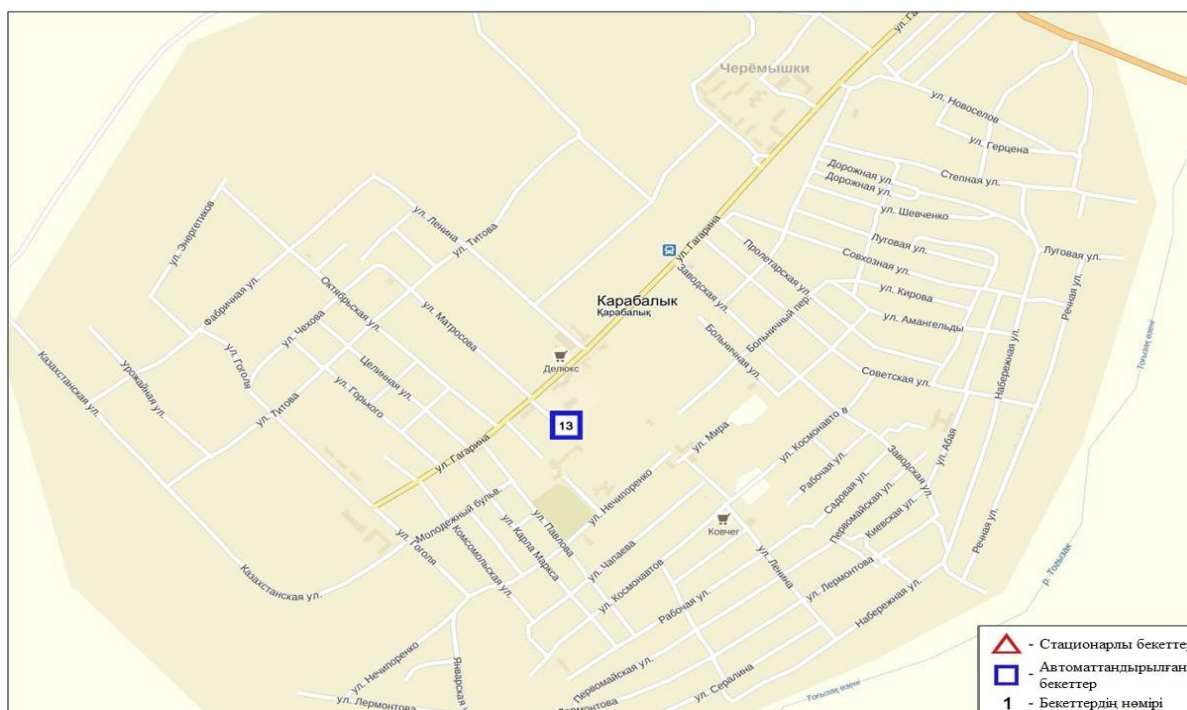 ул. Га
Черёмышки
ул. Новоселов
ул. Герцена
Дорожная ул.
Степная ул.
Дорожная ул.
ул. Энергетиков
ул. Ленина
ул. Титова
ул. Шевченко
ул. Гагарина
Луговая ул.
Луговая ул.
Пролетарская ул.
Совхозная ул.
Речная ул.
Фабричная ул.
Октябрьская ул.
Заводская ул.
ул. Кирова
Карабалык
Қарабалық
ул. Матросова
ул. Чехова
Больничный пер.
ул. Амангельды
Тоғызақ өзені
Казахстанская ул.
Урожайная ул.
ул. Гоголя
Целинная ул.
Больничная ул.
Набережная ул.
Делюкс
ул. Горького
Советская ул.
ул. Титова
13
ул. Мира
ул. Космонавто в
ул. Гагарина
ул. Абая
Рабочая ул.
Заводская ул.
Садовая ул.
ул. Нечипоренко
Первомайская ул.
Молодежный бульв.
Киевская ул.
Ковчег
Речная ул.
ул. Гоголя
Комсомольская ул.
ул. Карла Маркса
ул. Павлова
ул. Чапаева
ул. Ленина
р. Тогызак
Казахстанская ул.
ул. Космонавтов
Рабочая ул.
ул. Лермонтова
Набережная ул.
ул. Нечипоренко
Январская ул.
Первомайская ул.
ул. Сералина
ул. Лермонтова
Тоғызақ өзені
- Стационарлы бекеттер
- Автоматтандырылған
бекеттер
1 - Бекеттердің нөмірі